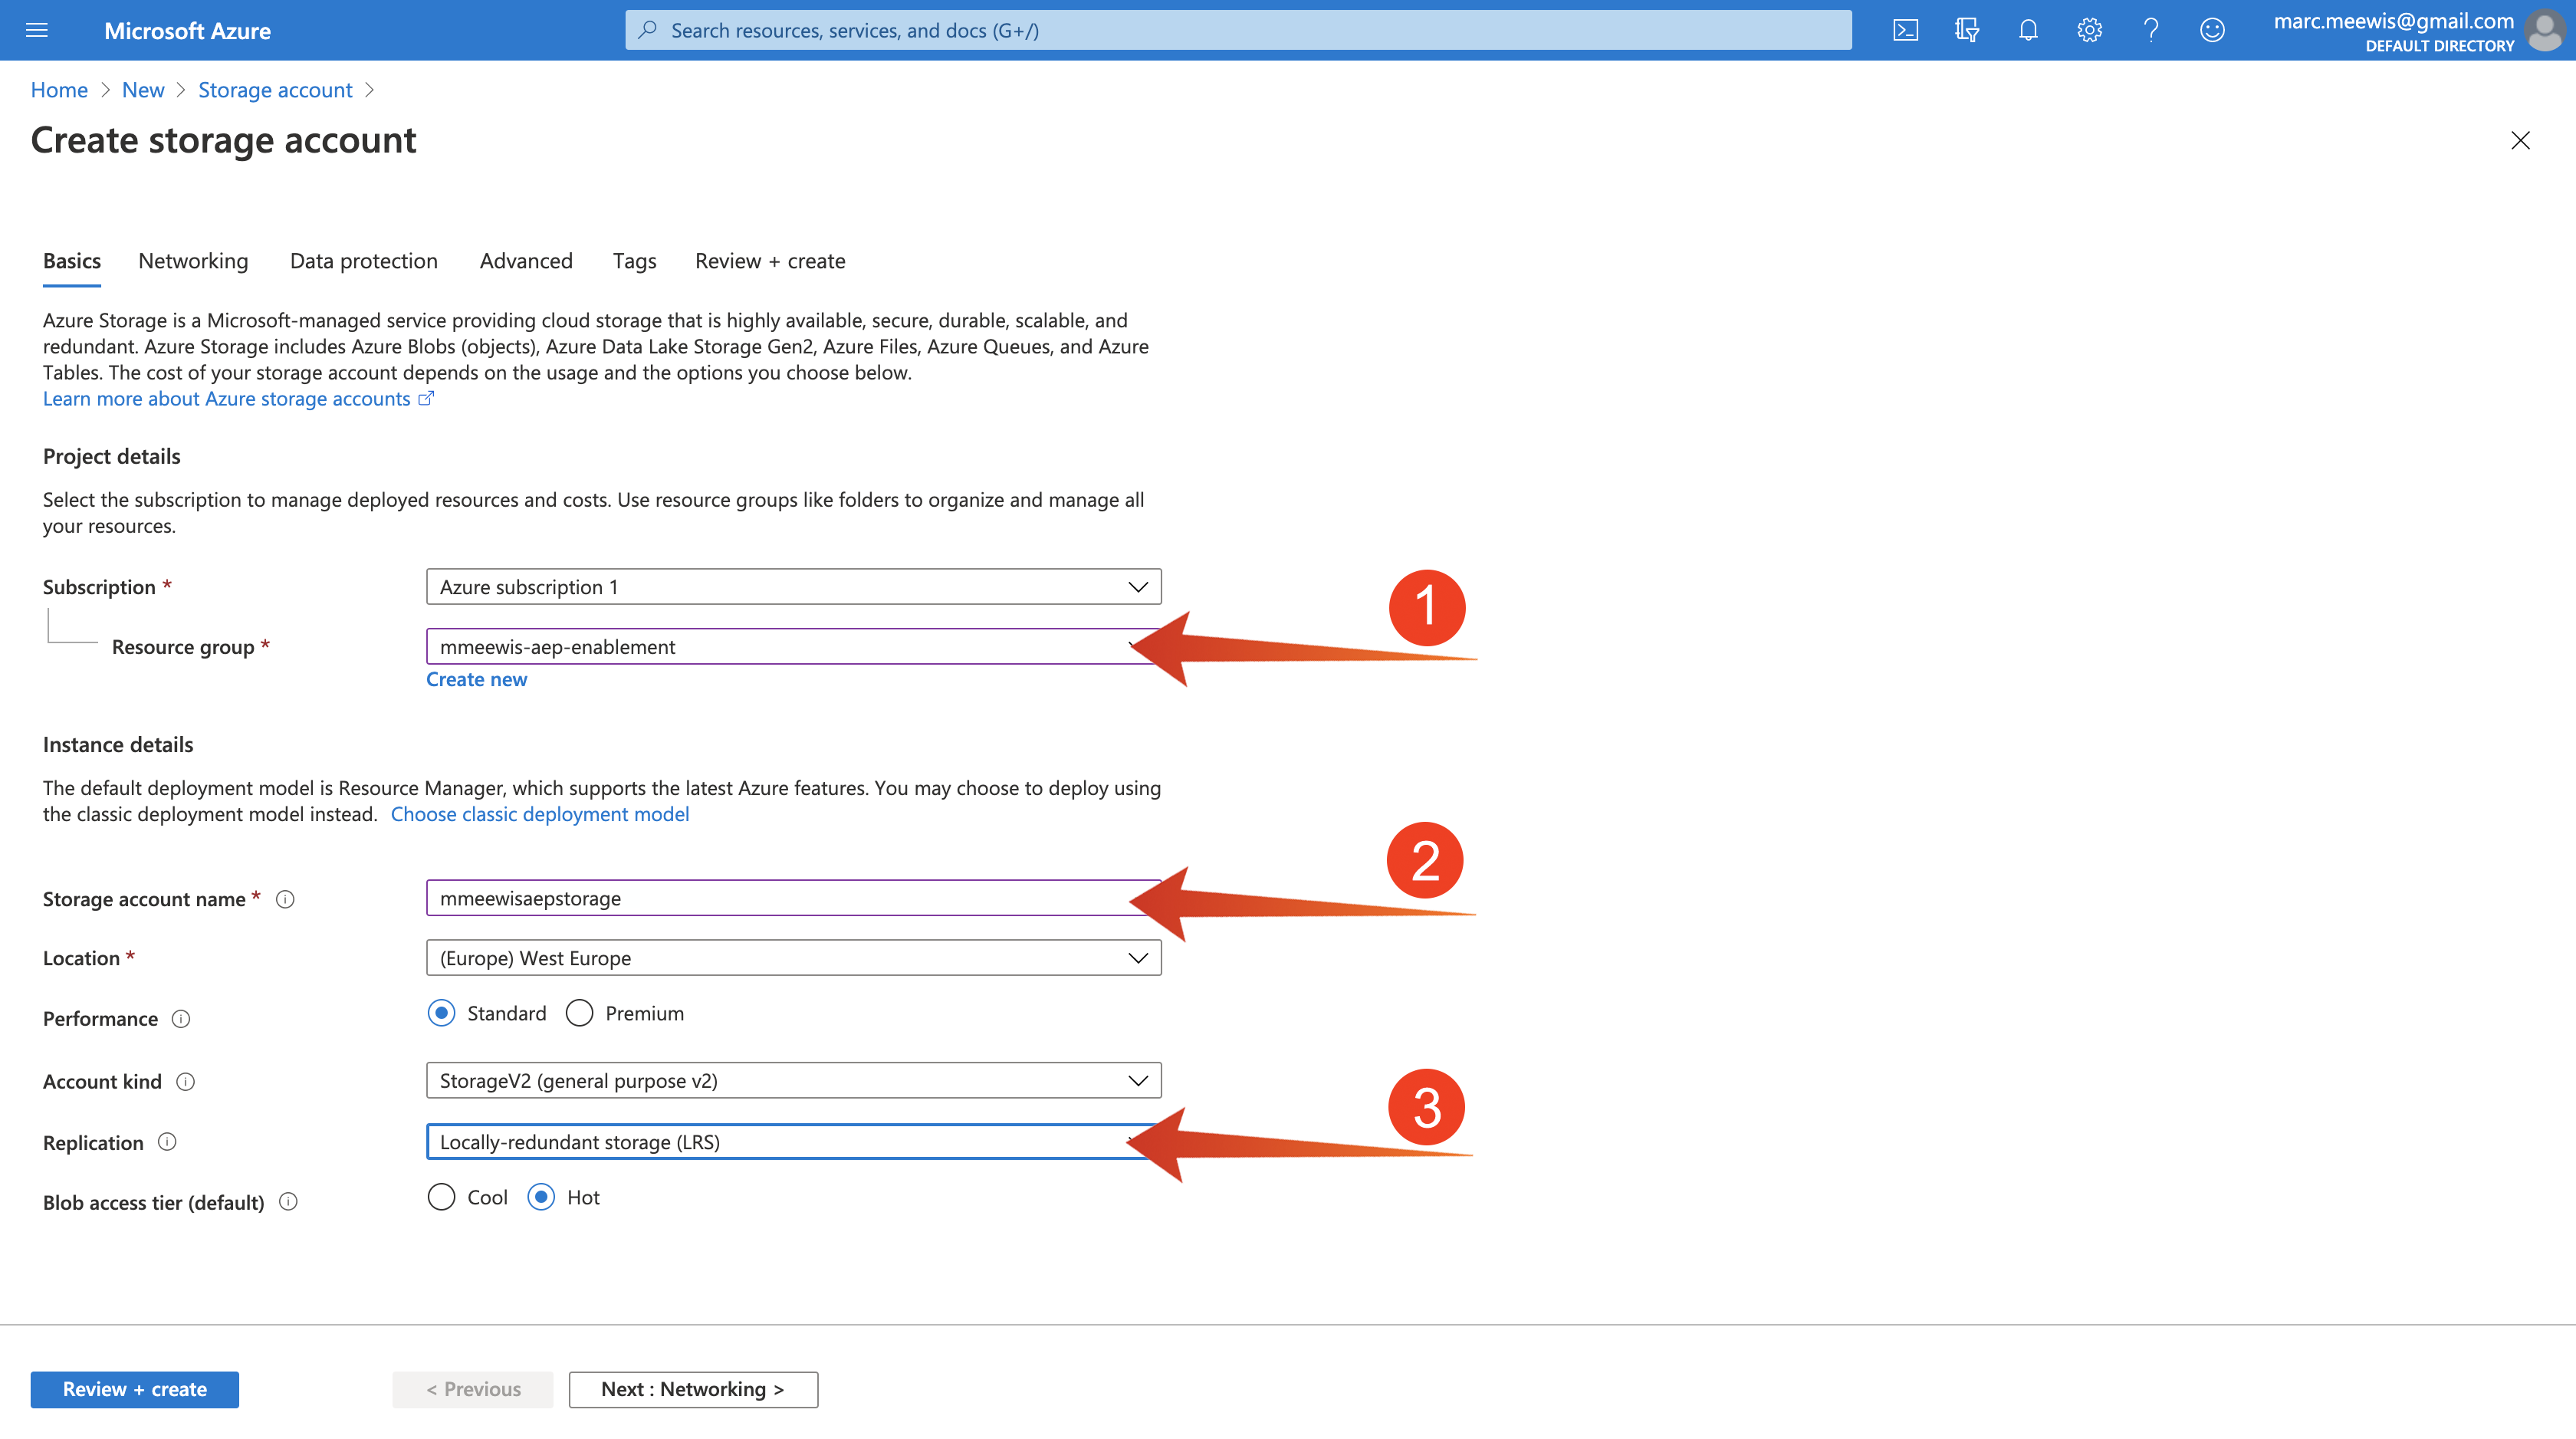 Microsoft Azure
Search resources, services, and docs (G+/)
marc.meewis@gmail.com
DEFAULT DIRECTORY
Home > New > Storage account >
Create storage account
Basics Networking Data protection Advanced Tags Review + create
Azure Storage is a Microsoft-managed service providing cloud storage that is highly available, secure, durable, scalable, and
redundant. Azure Storage includes Azure Blobs (objects), Azure Data Lake Storage Gen2, Azure Files, Azure Queues, and Azure
Tables. The cost of your storage account depends on the usage and the options you choose below.
Learn more about Azure storage accounts
Project details
Select the subscription to manage deployed resources and costs. Use resource groups like folders to organize and manage all
your resources.
Subscription * Azure subscription 1
1
Resource group * mmeewis-aep-enablement
Create new
Instance details
The default deployment model is Resource Manager, which supports the latest Azure features. You may choose to deploy using
the classic deployment model instead. Choose classic deployment model
2
Storage account name * mmeewisaepstorage
Location * (Europe) West Europe
Performance Standard Premium
Account kind StorageV2 (general purpose v2)
3
Replication Locally-redundant storage (LRS)
Blob access tier (default) Cool Hot
Review + create < Previous Next : Networking >